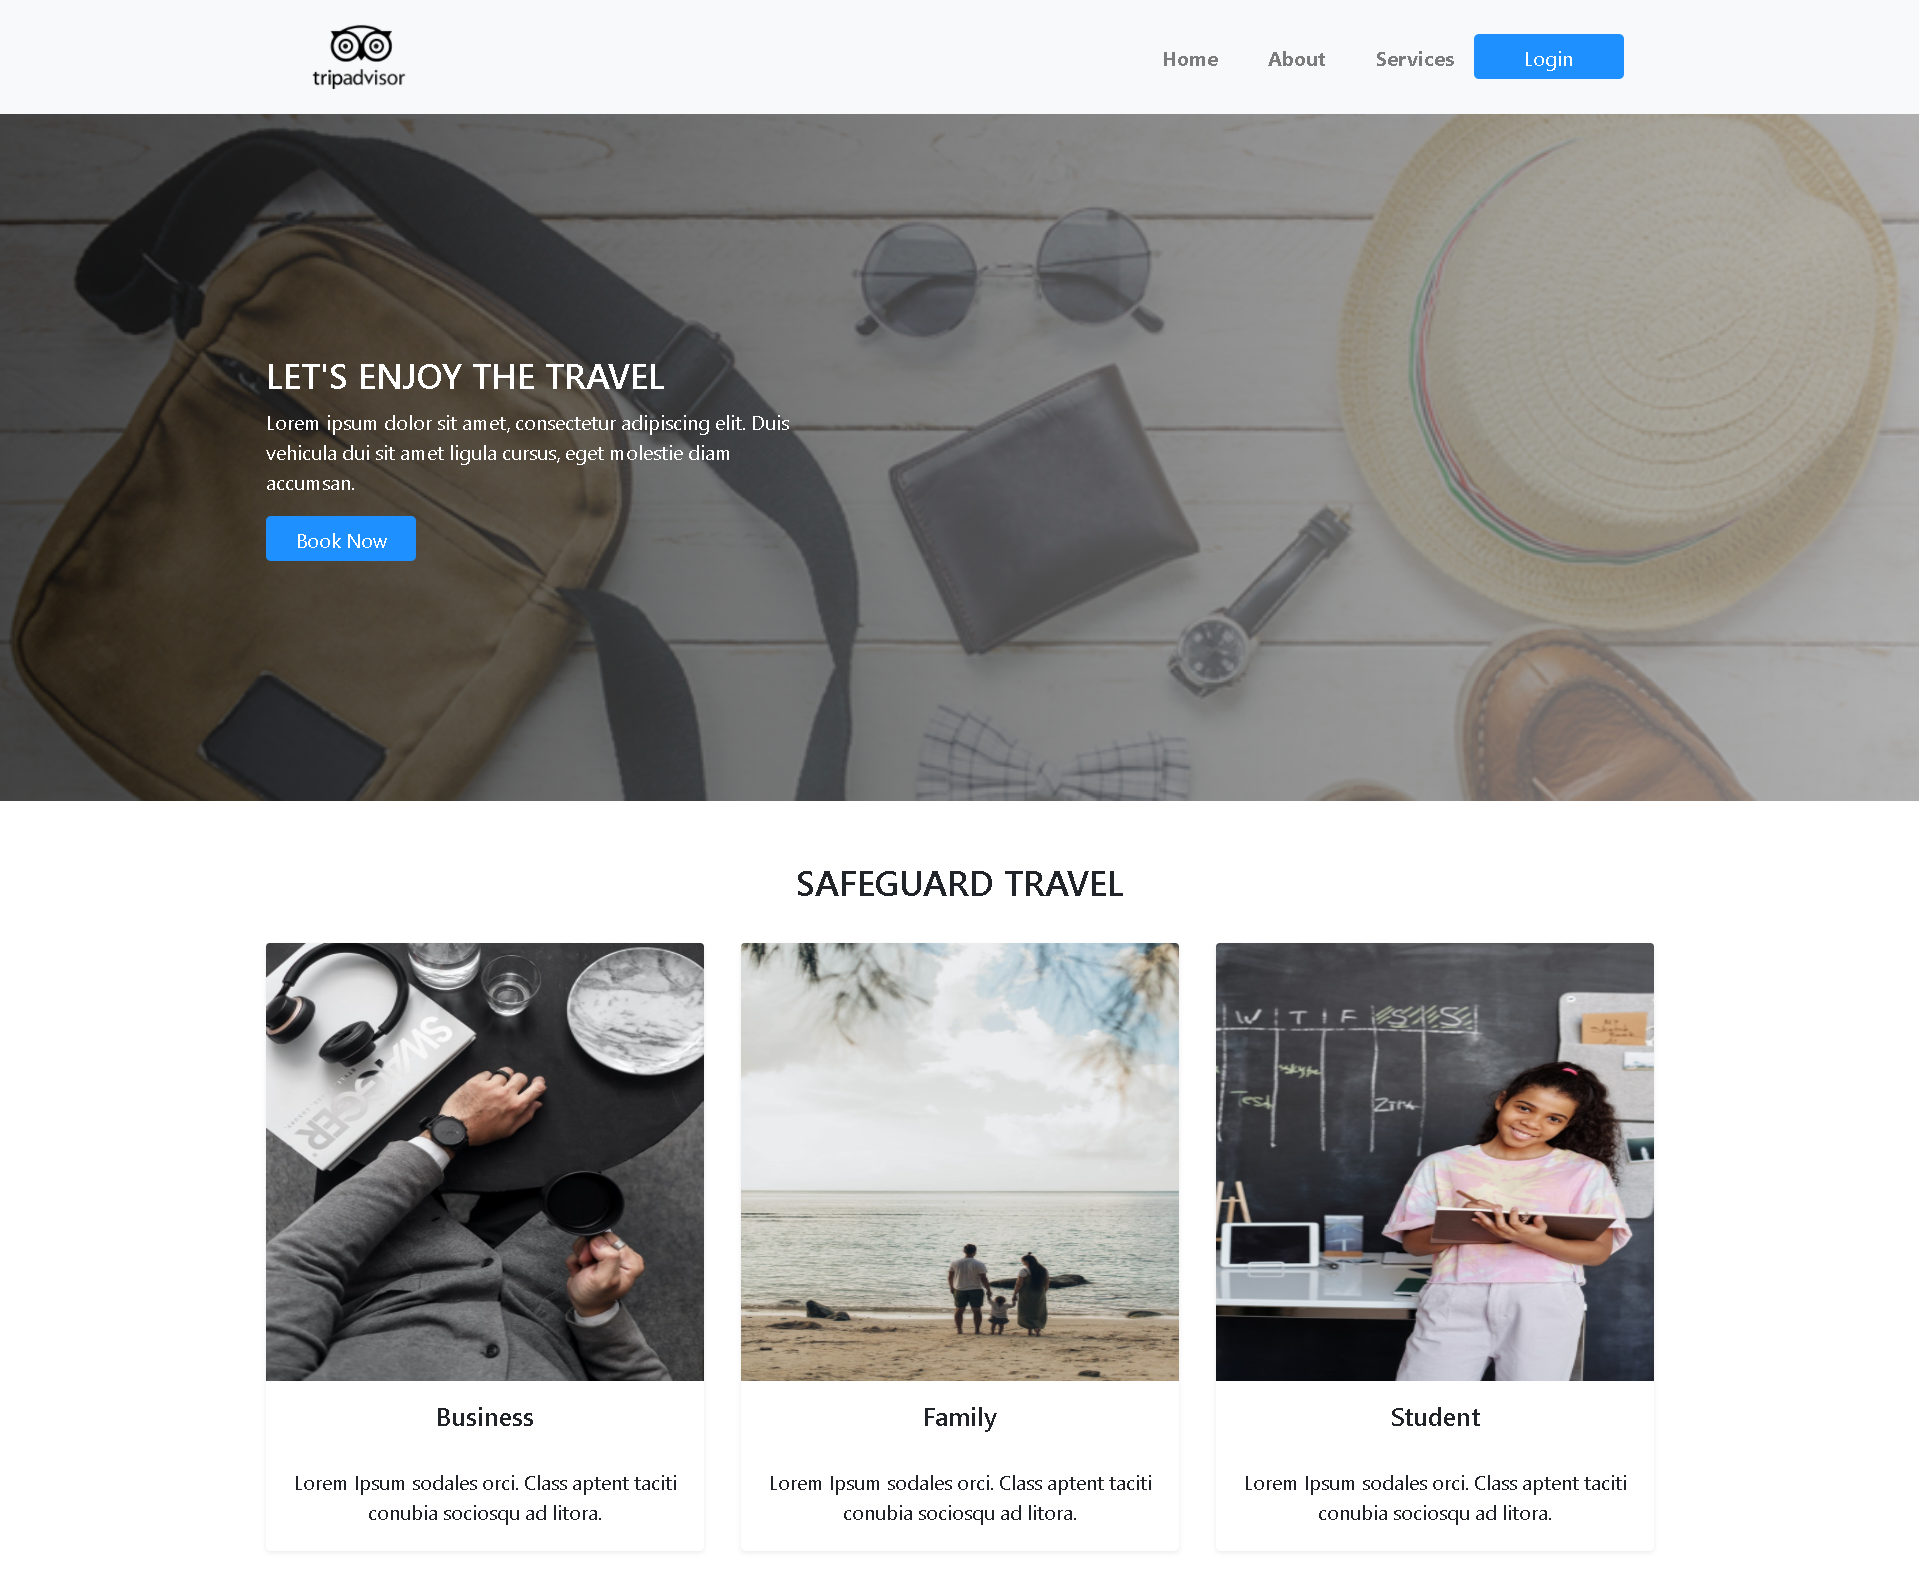 tripadvisor
Home
About
Services
Login
LET'S ENJOY THE TRAVEL
Lorem ipsum dolor sit amet, consectetur adipiscing elit. Duis
vehicula dui sit amet ligula cursus, eget molestie diam
accumsan.
Book Now
SAFEGUARD TRAVEL
W T F S S
skype
Test
Business
Family
Student
Lorem Ipsum sodales orci. Class aptent taciti
conubia sociosqu ad litora.
Lorem Ipsum sodales orci. Class aptent taciti
conubia sociosqu ad litora.
Lorem Ipsum sodales orci. Class aptent taciti
conubia sociosqu ad litora.